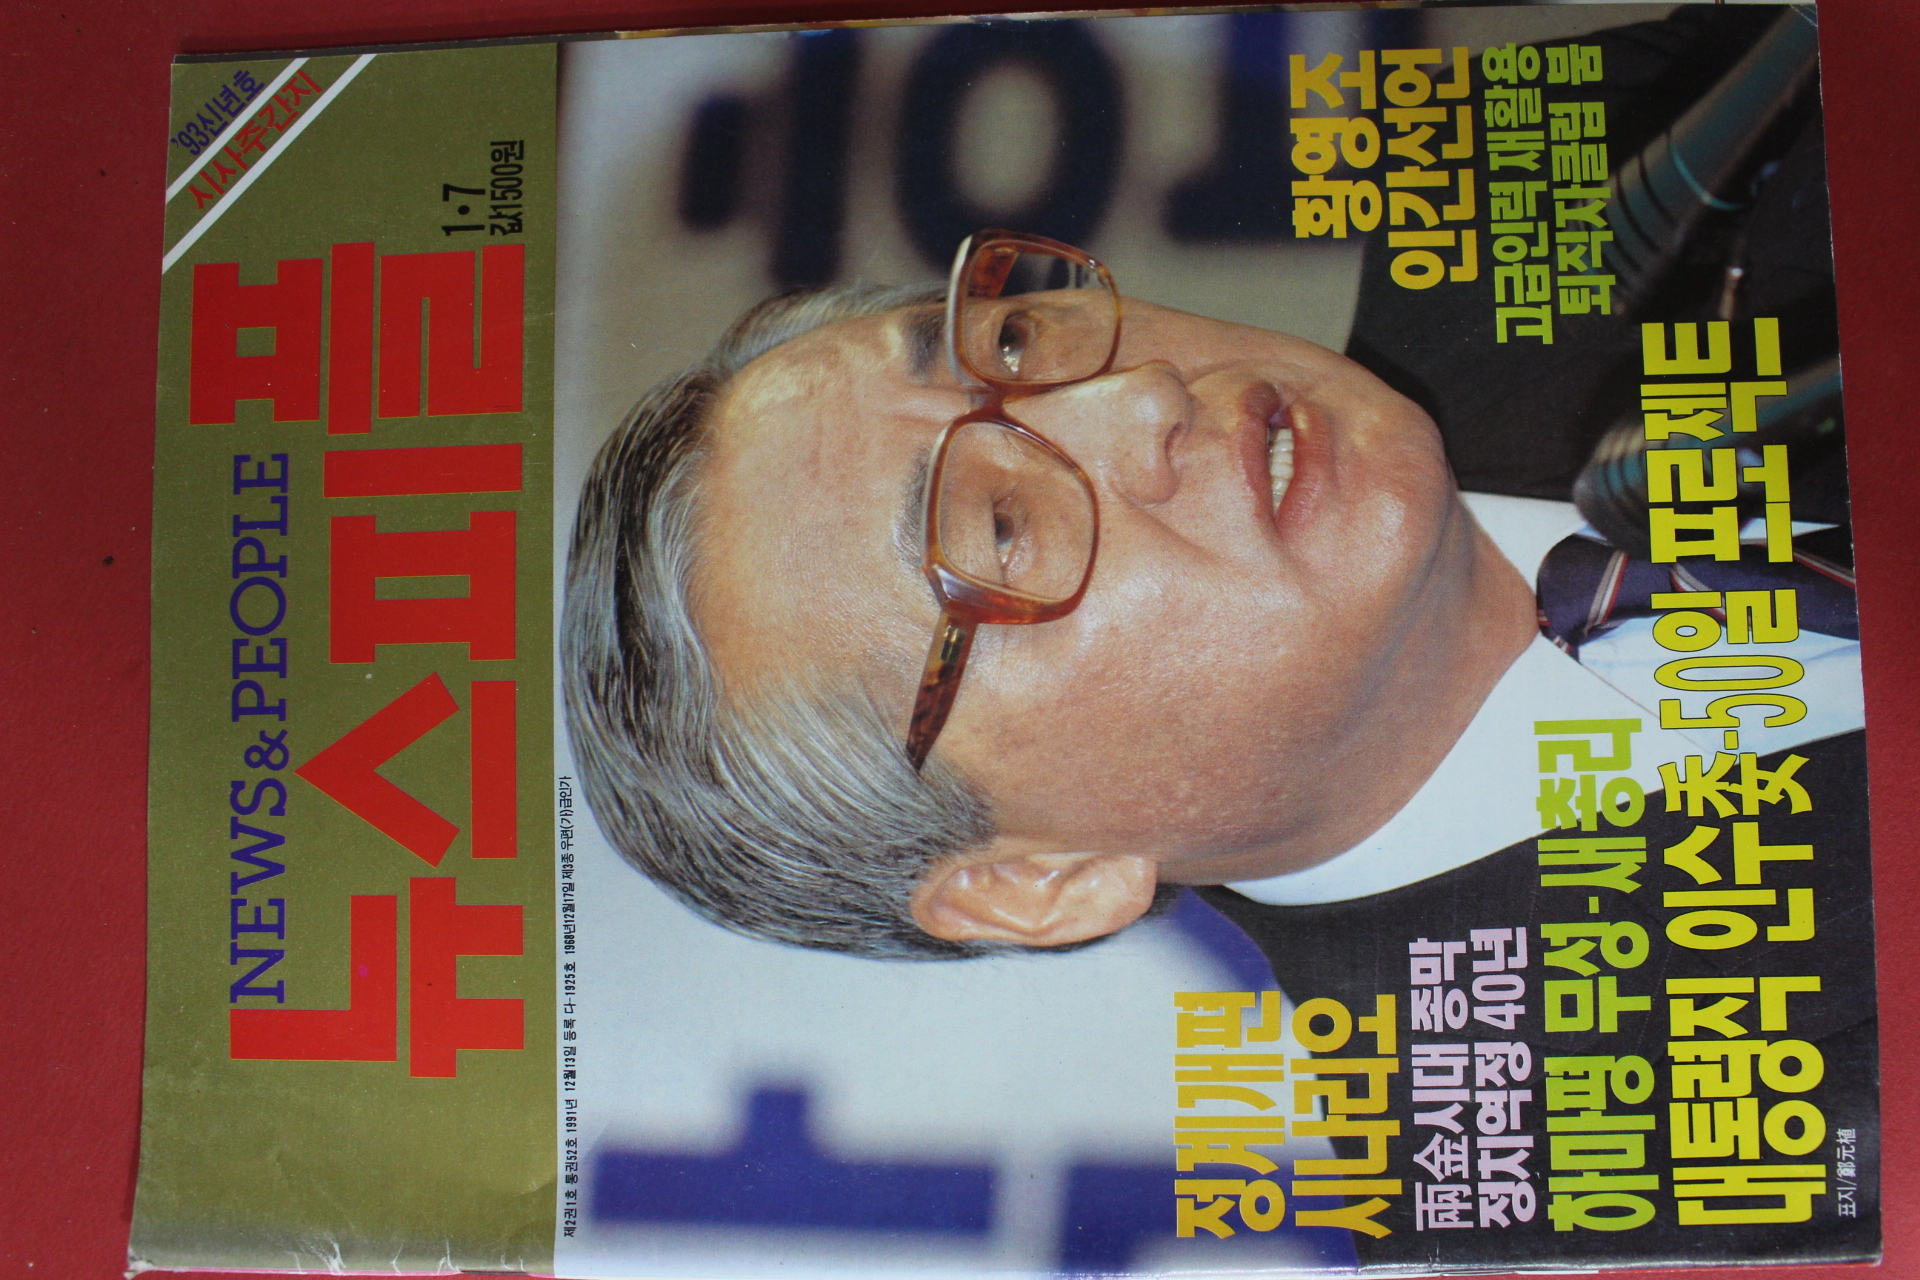 '93신년호
시사주간지
NEWS&PEOPLE
뉴스피플
1·7
값1500원
제2권1호 통권52호 1991년 12월13일 등록 다-1925호 1968년12월17일 제3종우편(가)급인가
황영조
인간선언
고급인력 재활용
퇴직자클럽 붐
정계개편
시나리오
兩金시대 종막
정치역정 40년
하마평 무성-새총리
대통령직 인수 쵸-50일 프로젝트
표지/鄭元植